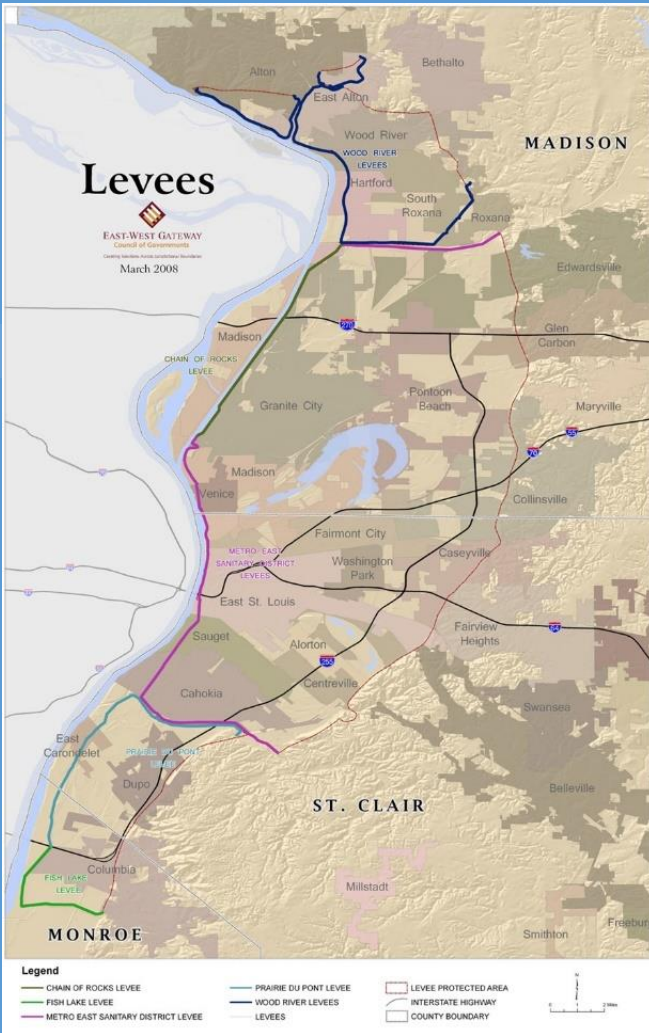 Levees
EAST-WEST GATEWAY
Council of Governments
March 2008
Alton
Bethalto
East Alton
Wood River
WOOD RIVER
LEVEES
MADISON
Hartford
South
Roxana
Roxana
Edwardsville
270
Madison
Glen
Carbon
CHAIN OF ROCKS
LEVEE
Granite City
Pontoon
Beach
Maryville
55
70
Madison
Venice
Collinsville
Fairmont City
METRO EAST
SANITARY DISTRICT
LEVEES
Washington
Park
Caseyville
East St. Louis
Sauget
Alorton
Fairview
Heights
64
255
Centreville
Cahokia
Swansea
East
Carondelet
PRAIRIE DU PONT
LEVEE
Dupo
Belleville
ST. CLAIR
Columbia
FISH LAKE
LEVEE
Millstadt
MONROE
Smithton
Freeburg
Legend
CHAIN OF ROCKS LEVEE
FISH LAKE LEVEE
METRO EAST SANITARY DISTRICT LEVEE
PRAIRIE DU PONT LEVEE
WOOD RIVER LEVEES
LEVEES
LEVEE PROTECTED AREA
INTERSTATE HIGHWAY
COUNTY BOUNDARY
N
0 1 2 Miles